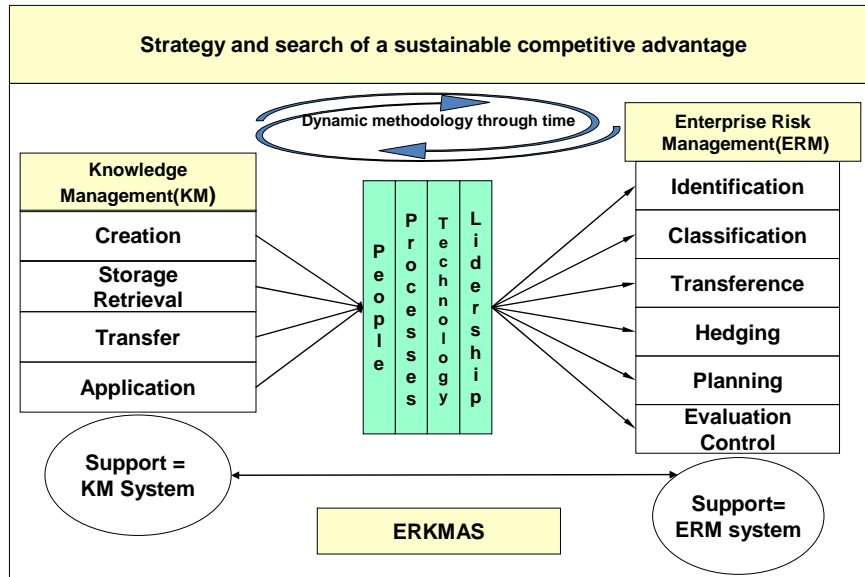 Strategy and search of a sustainable competitive advantage
Dynamic methodology through time
Knowledge
Management(KM)
Creation
Storage
Retrieval
Transfer
Application
People
Processes
Technology
Lidership
Enterprise Risk
Management(ERM)
Identification
Classification
Transference
Hedging
Planning
Evaluation
Control
Support =
KM System
Support=
ERM system
ERKMAS